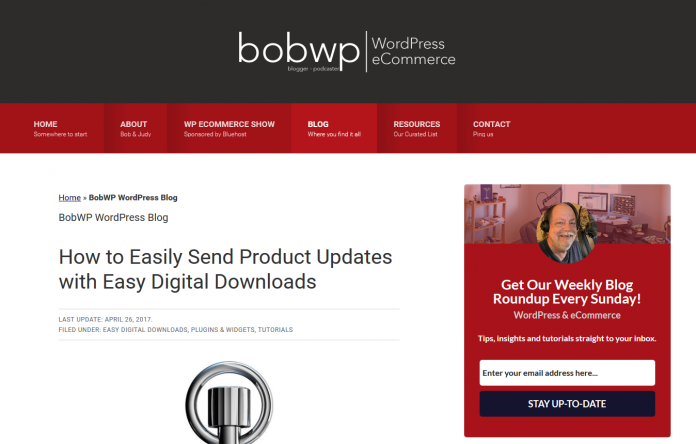 bobwp
blogger - podcaster
WordPress
eCommerce
HOME
Somewhere to start
ABOUT
Bob & Judy
WP ECOMMERCE SHOW
Sponsored by Bluehost
BLOG
Where you find it all
RESOURCES
Our Curated List
CONTACT
Ping us
Home » BobWP WordPress Blog
BobWP WordPress Blog
How to Easily Send Product Updates
with Easy Digital Downloads
LAST UPDATE: APRIL 26, 2017.
FILED UNDER: EASY DIGITAL DOWNLOADS, PLUGINS & WIDGETS, TUTORIALS
Get Our Weekly Blog
Roundup Every Sunday!
WordPress & eCommerce
Tips, insights and tutorials straight to your inbox.
Enter your email address here...
STAY UP-TO-DATE